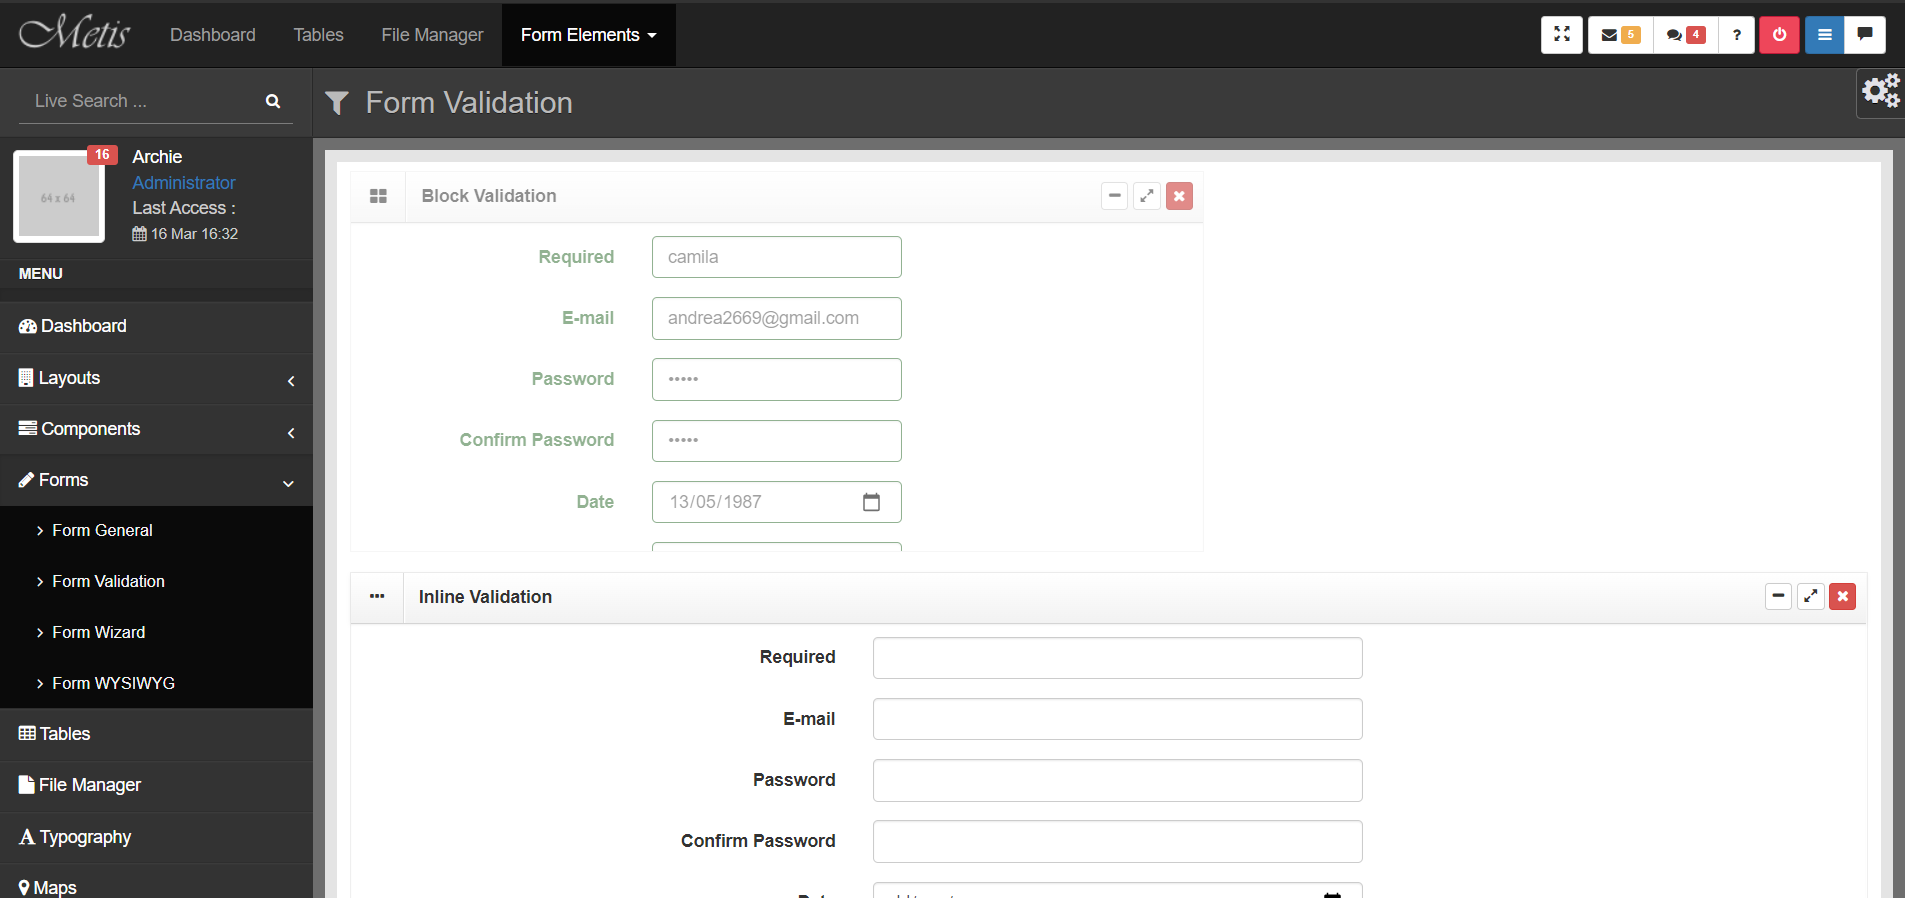 Metis
Dashboard
Tables
File Manager
Form Elements
5
4
?
Live Search ...
Form Validation
64 x 64
16
Archie
Administrator
Last Access :
16 Mar 16:32
MENU
Dashboard
Layouts
Components
Forms
Form General
Form Validation
Form Wizard
Form WYSIWYG
Tables
File Manager
Typography
Maps
Block Validation
Required
camila
E-mail
andrea2669@gmail.com
Password
•••••
Confirm Password
•••••
Date
13/05/1987
Inline Validation
Required
E-mail
Password
Confirm Password